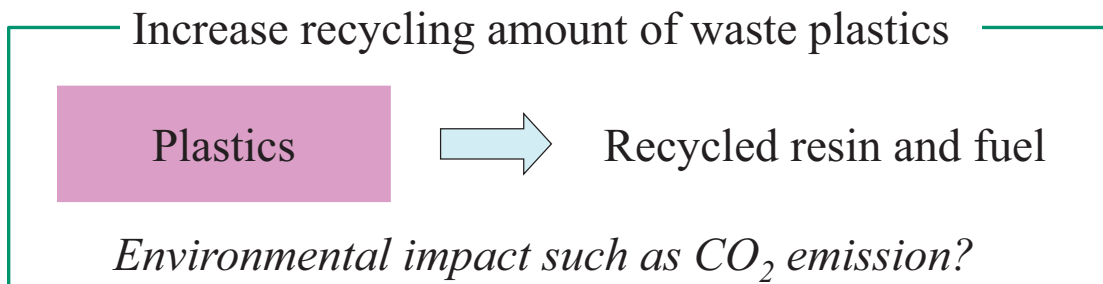 Increase recycling amount of waste plastics
Plastics
Recycled resin and fuel
Environmental impact such as CO₂ emission?